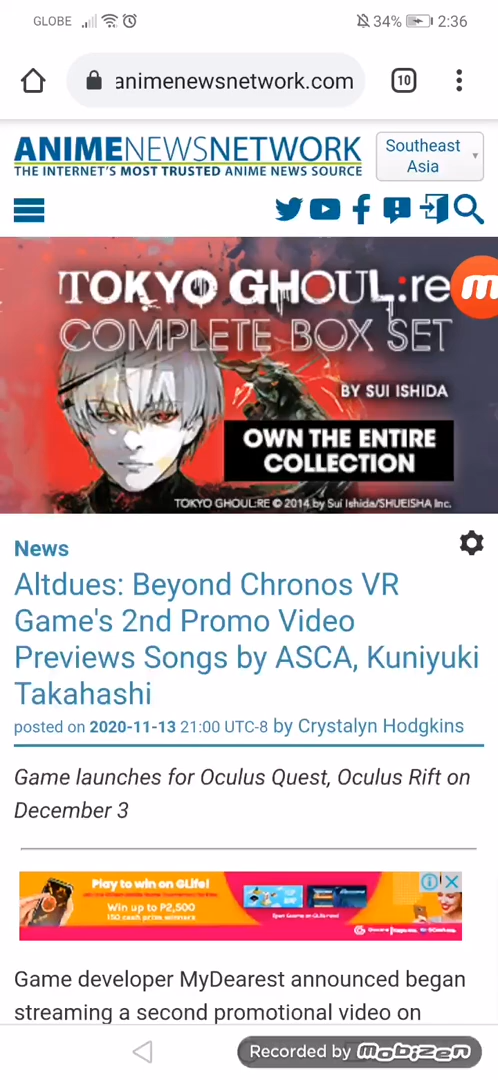 GLOBE 34% 2:36
animenewsnetwork.com 10
ANIMENEWSNETWORK
THE INTERNET'S MOST TRUSTED ANIME NEWS SOURCE
Southeast
Asia
TOKYO GHOUL:re
COMPLETE BOX SET
BY SUI ISHIDA
OWN THE ENTIRE
COLLECTION
TOKYO GHOUL:RE © 2014 by Sui Ishida/SHUEISHA Inc.
News
Altdues: Beyond Chronos VR
Game's 2nd Promo Video
Previews Songs by ASCA, Kuniyuki
Takahashi
posted on 2020-11-13 21:00 UTC-8 by Crystalyn Hodgkins
Game launches for Oculus Quest, Oculus Rift on
December 3
Play to win on GLife!
Win up to P2,500
150 cash prize winners
Game developer MyDearest announced began
streaming a second promotional video on
Recorded by mobizen